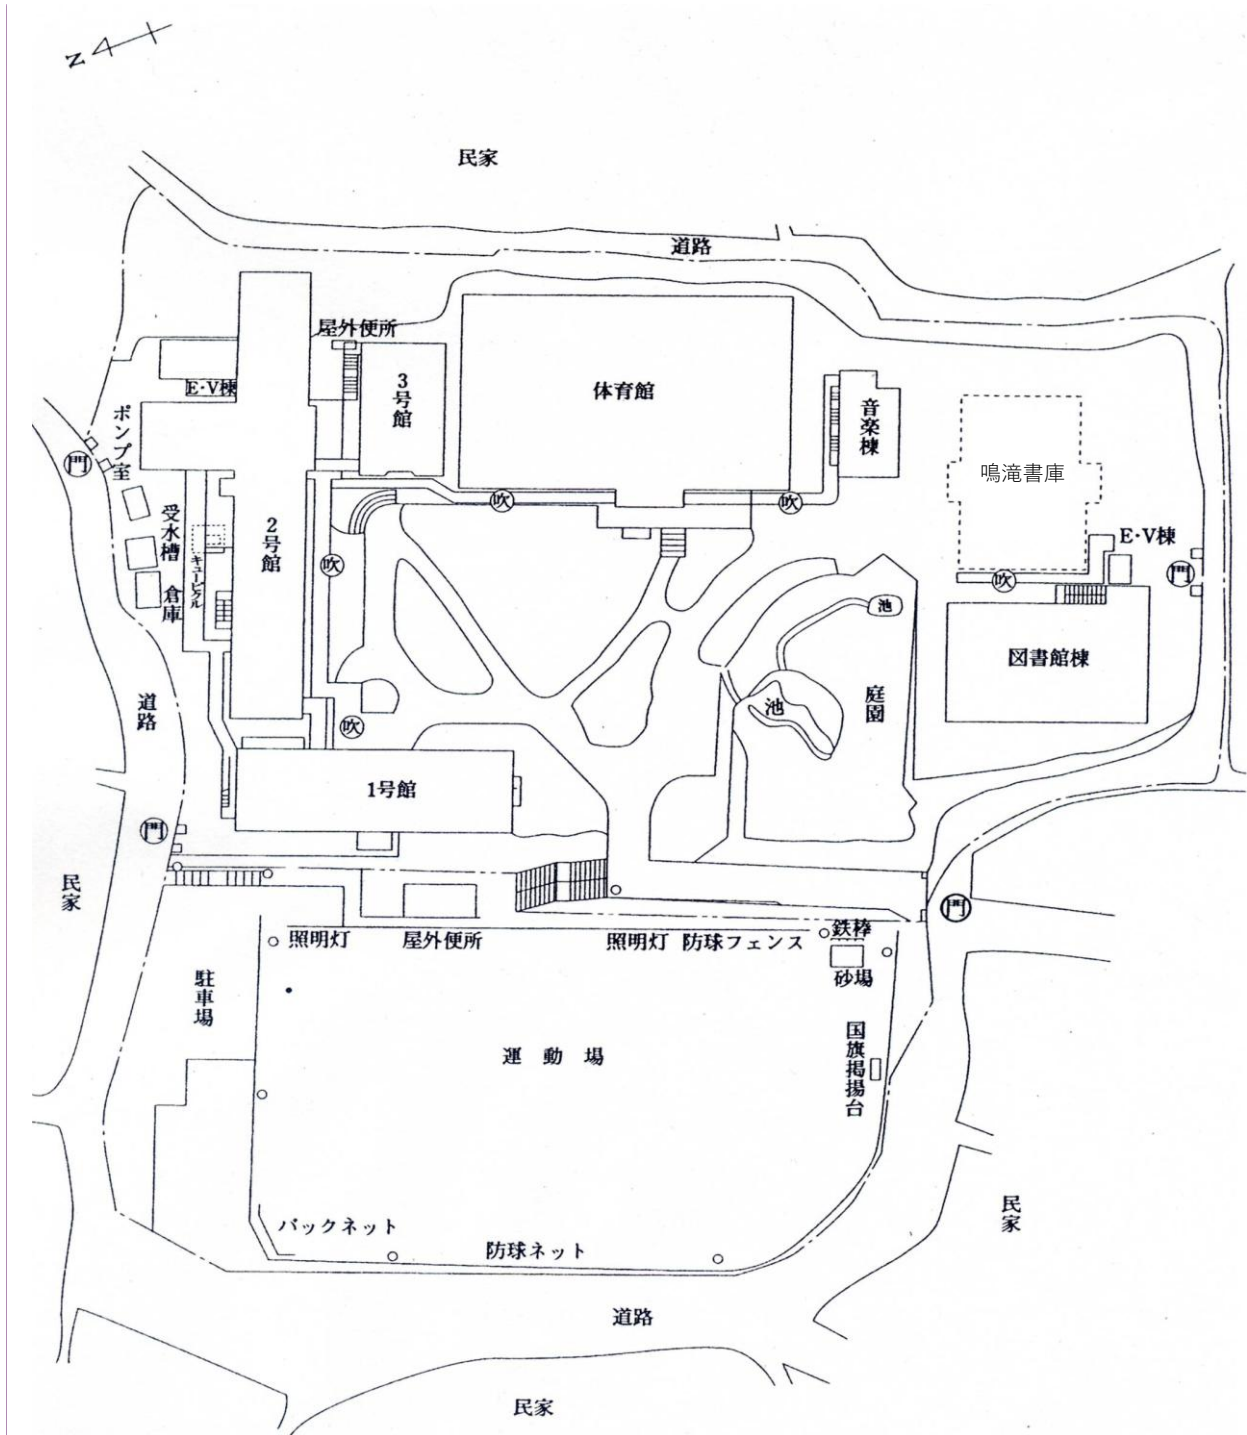 N
民家
道路
屋外便所
E･V棟
3号館
体育館
音楽棟
鳴滝書庫
ポンプ室
門
吹
吹
受水槽
2号館
キュービクル
吹
倉庫
E･V棟
吹
門
池
図書館棟
道路
池
庭園
吹
1号館
門
民家
門
照明灯
屋外便所
照明灯
防球フェンス
鉄棒
砂場
駐車場
運動場
国旗掲揚台
民家
バックネット
防球ネット
道路
民家